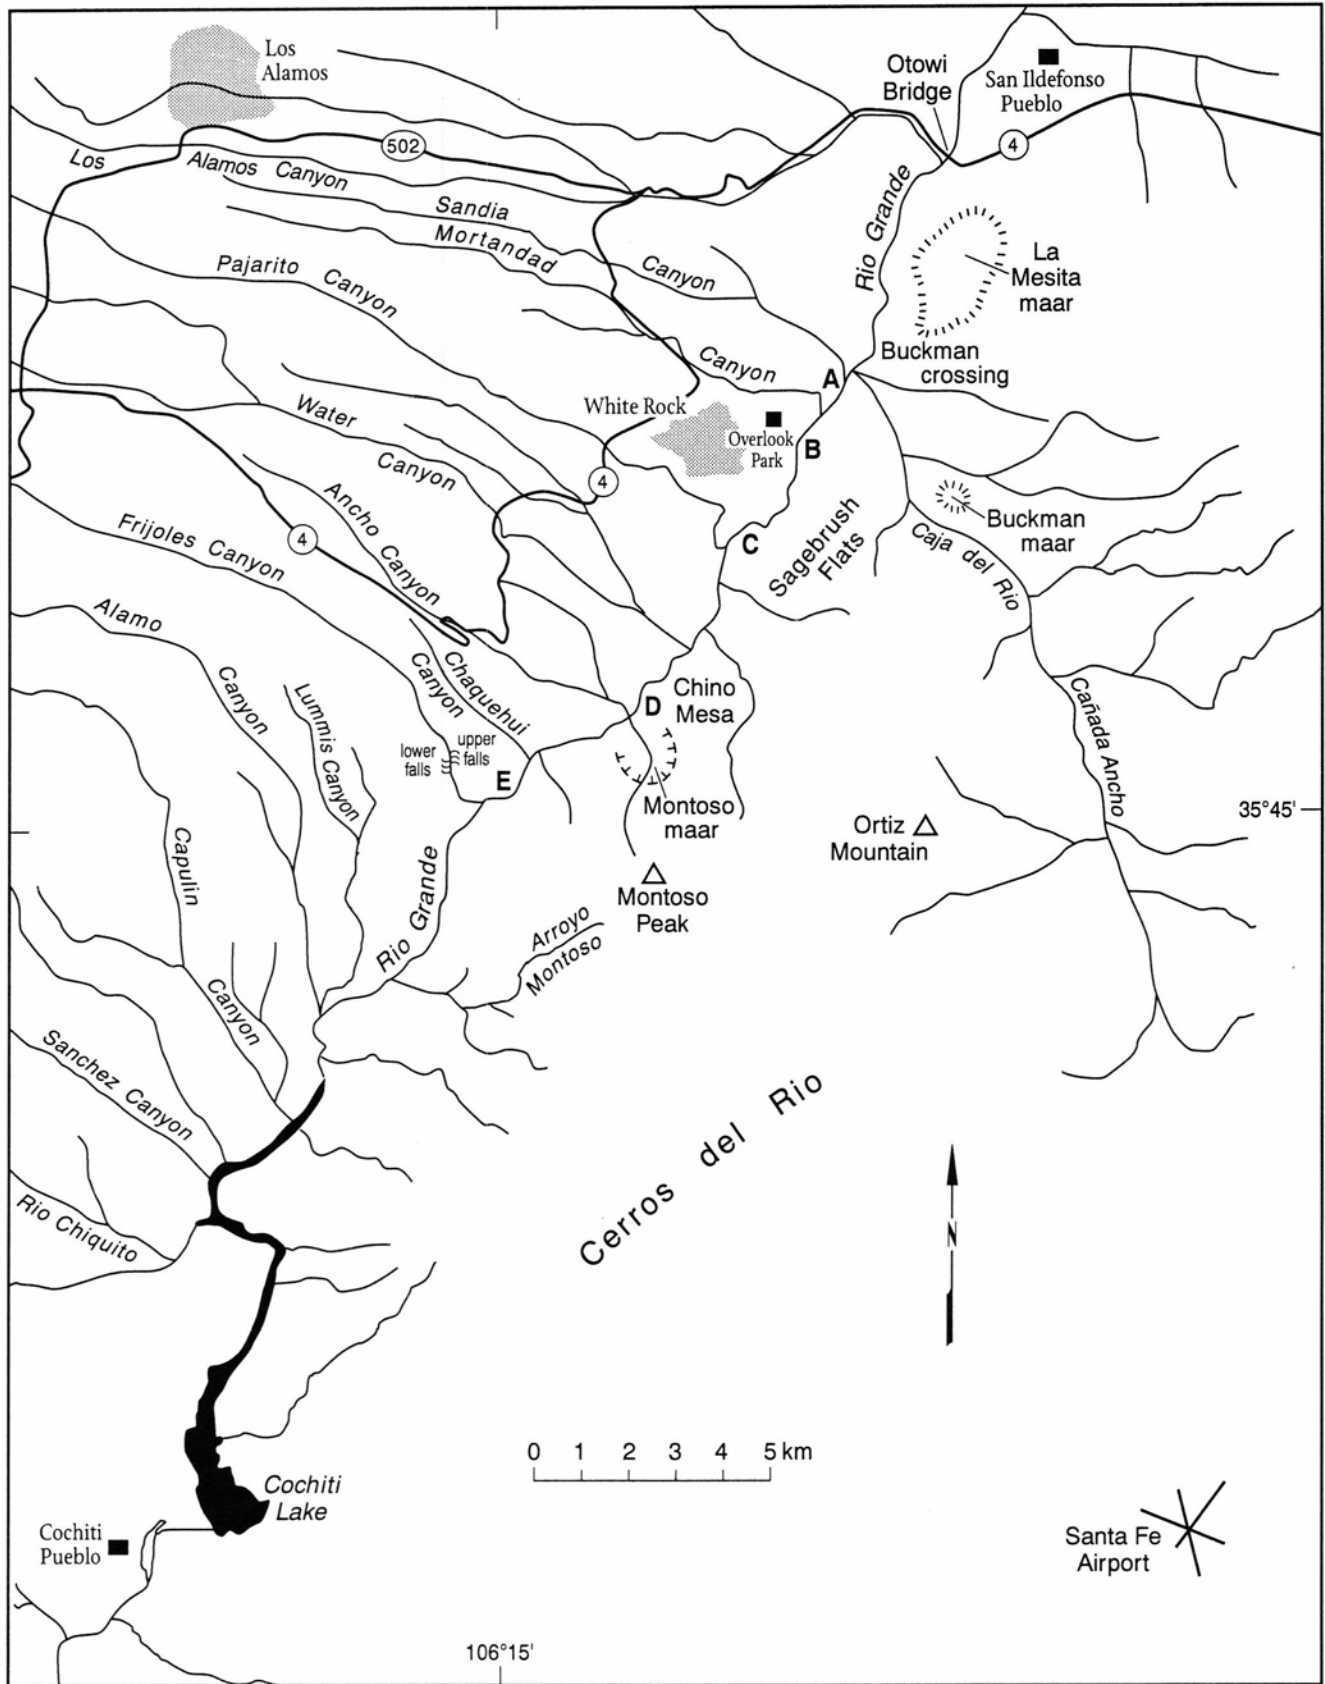 Los
Alamos
Otowi
Bridge
San Ildefonso
Pueblo
502
4
Los
Alamos Canyon
Sandia
Canyon
Mortandad
Canyon
Rio Grande
La
Mesita
maar
Pajarito Canyon
Buckman
crossing
A
White Rock
Overlook
Park
B
Water
Canyon
4
C
Sagebrush
Flats
Buckman
maar
Caja del Rio
Ancho Canyon
4
Frijoles Canyon
Canyon
Alamo
Canyon
Chaquehui
Lummis Canyon
D
Chino
Mesa
Cañada Ancho
lower
falls
upper
falls
E
Montoso
maar
35°45'
Ortiz
Mountain
Capulin
Canyon
Rio Grande
Montoso
Peak
Arroyo
Montoso
Sanchez Canyon
Cerros del Rio
Rio Chiquito
N
0 1 2 3 4 5 km
Cochiti
Lake
Cochiti
Pueblo
Santa Fe
Airport
106°15'